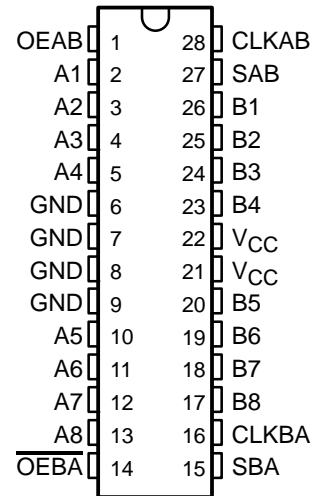 OEAB 1 28 CLKAB
A1 2 27 SAB
A2 3 26 B1
A3 4 25 B2
A4 5 24 B3
GND 6 23 B4
GND 7 22 VCC
GND 8 21 VCC
GND 9 20 B5
A5 10 19 B6
A6 11 18 B7
A7 12 17 B8
A8 13 16 CLKBA
O̅E̅B̅A̅ 14 15 SBA